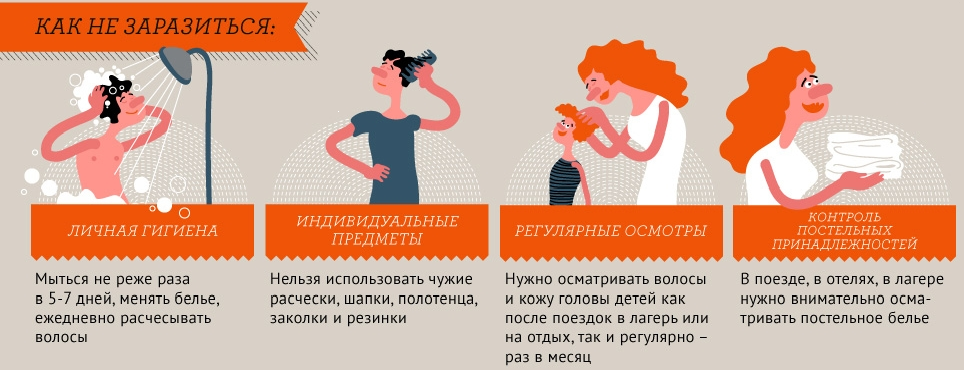 КАК НЕ ЗАРАЗИТЬСЯ:
ЛИЧНАЯ ГИГИЕНА
Мыться не реже раза
в 5-7 дней, менять белье,
ежедневно расчесывать
волосы
ИНДИВИДУАЛЬНЫЕ
ПРЕДМЕТЫ
Нельзя использовать чужие
расчески, шапки, полотенца,
заколки и резинки
РЕГУЛЯРНЫЕ ОСМОТРЫ
Нужно осматривать волосы
и кожу головы детей как
после поездок в лагерь или
на отдых, так и регулярно –
раз в месяц
КОНТРОЛЬ
ПОСТЕЛЬНЫХ
ПРИНАДЛЕЖНОСТЕЙ
В поезде, в отелях, в лагере
нужно внимательно осма-
тривать постельное белье